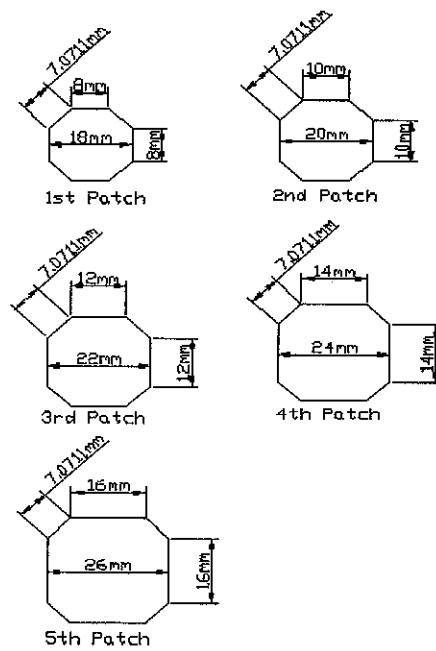 7.0711mm
8mm
18mm
8mm
1st Patch
7.0711mm
10mm
20mm
10mm
2nd Patch
7.0711mm
12mm
22mm
12mm
3rd Patch
7.0711mm
14mm
24mm
14mm
4th Patch
7.0711mm
16mm
26mm
16mm
5th Patch